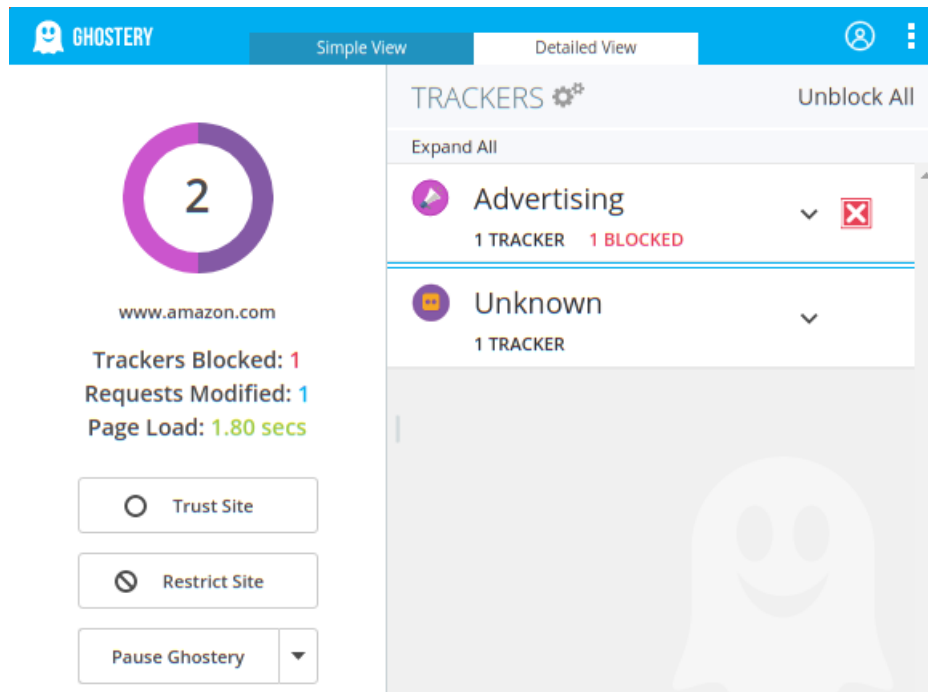 GHOSTERY
Simple View
Detailed View
2
www.amazon.com
Trackers Blocked: 1
Requests Modified: 1
Page Load: 1.80 secs
Trust Site
Restrict Site
Pause Ghostery
TRACKERS
Unblock All
Expand All
Advertising
1 TRACKER 1 BLOCKED
Unknown
1 TRACKER